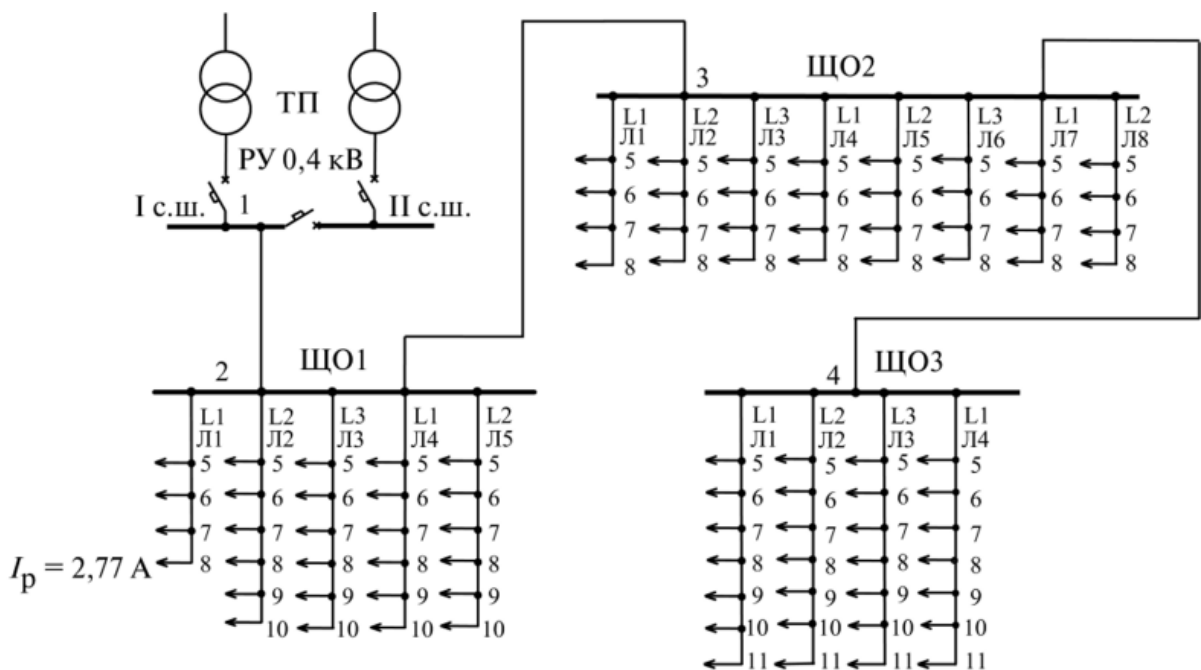 ТП
РУ 0,4 кВ
I с.ш. 1 II с.ш.
3 ЩО2
L1 L2 L3 L1 L2 L3 L1 L2
Л1 Л2 Л3 Л4 Л5 Л6 Л7 Л8
5 5 5 5 5 5 5 5
6 6 6 6 6 6 6 6
7 7 7 7 7 7 7 7
8 8 8 8 8 8 8 8
2 ЩО1
L1 L2 L3 L1 L2
Л1 Л2 Л3 Л4 Л5
5 5 5 5 5
6 6 6 6 6
7 7 7 7 7
Iр = 2,77 А 8 8 8 8 8
9 9 9 9
10 10 10 10
4 ЩО3
L1 L2 L3 L1
Л1 Л2 Л3 Л4
5 5 5 5
6 6 6 6
7 7 7 7
8 8 8 8
9 9 9 9
10 10 10 10
11 11 11 11